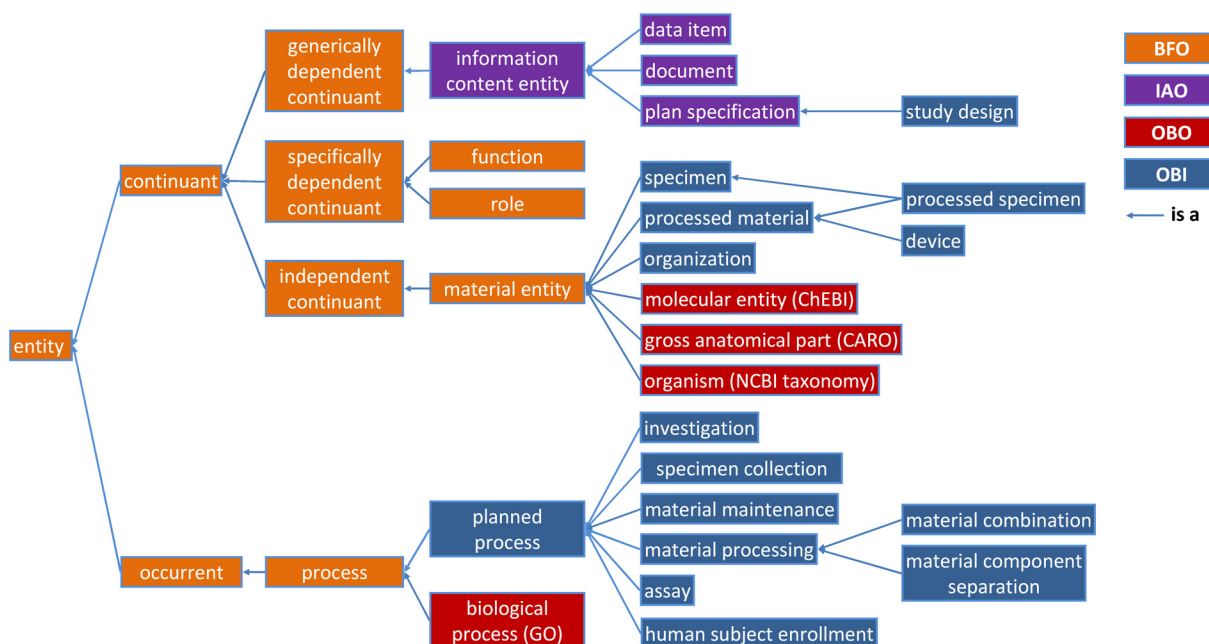 entity
continuant
occurrent
generically
dependent
continuant
specifically
dependent
continuant
independent
continuant
process
information
content entity
function
role
material entity
planned
process
biological
process (GO)
data item
document
plan specification
specimen
processed material
organization
molecular entity (ChEBI)
gross anatomical part (CARO)
organism (NCBI taxonomy)
investigation
specimen collection
material maintenance
material processing
assay
human subject enrollment
study design
processed specimen
device
material combination
material component
separation
BFO
IAO
OBO
OBI
is a